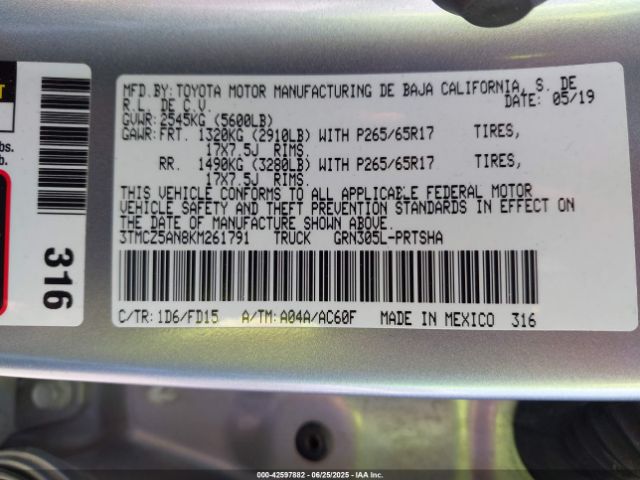 MFD.BY:TOYOTA MOTOR MANUFACTURING DE BAJA CALIFORNIA, S. DE
R.L. DE C.V. DATE: 05/19
GVWR:2545KG (5600LB)
GAWR:FRT. 1320KG (2910LB) WITH P265/65R17 TIRES,
17X7.5J RIMS.
RR. 1490KG (3280LB) WITH P265/65R17 TIRES,
17X7.5J RIMS.
THIS VEHICLE CONFORMS TO ALL APPLICABLE FEDERAL MOTOR
VEHICLE SAFETY AND THEFT PREVENTION STANDARDS IN EFFECT ON
THE DATE OF MANUFACTURE SHOWN ABOVE.
3TMCZ5AN8KM261791 TRUCK GRN305L-PRTSHA
C/TR:1D6/FD15 A/TM:A04A/AC60F MADE IN MEXICO 316
lbs.
b.
316
000-42597882 - 06/25/2025 - IAAI.COM